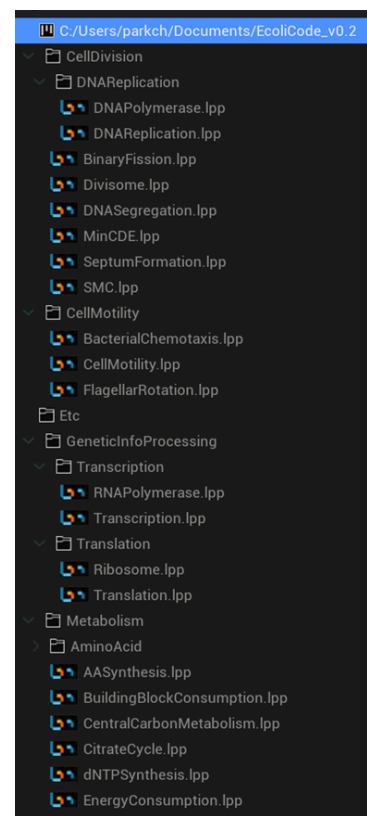 C:/Users/parkch/Documents/EcoliCode_v0.2
CellDivision
DNAReplication
DNAPolymerase.lpp
DNAReplication.lpp
BinaryFission.lpp
Divisome.lpp
DNASegregation.lpp
MinCDE.lpp
SeptumFormation.lpp
SMC.lpp
CellMotility
BacterialChemotaxis.lpp
CellMotility.lpp
FlagellarRotation.lpp
Etc
GeneticInfoProcessing
Transcription
RNAPolymerase.lpp
Transcription.lpp
Translation
Ribosome.lpp
Translation.lpp
Metabolism
AminoAcid
AASynthesis.lpp
BuildingBlockConsumption.lpp
CentralCarbonMetabolism.lpp
CitrateCycle.lpp
dNTPSynthesis.lpp
EnergyConsumption.lpp